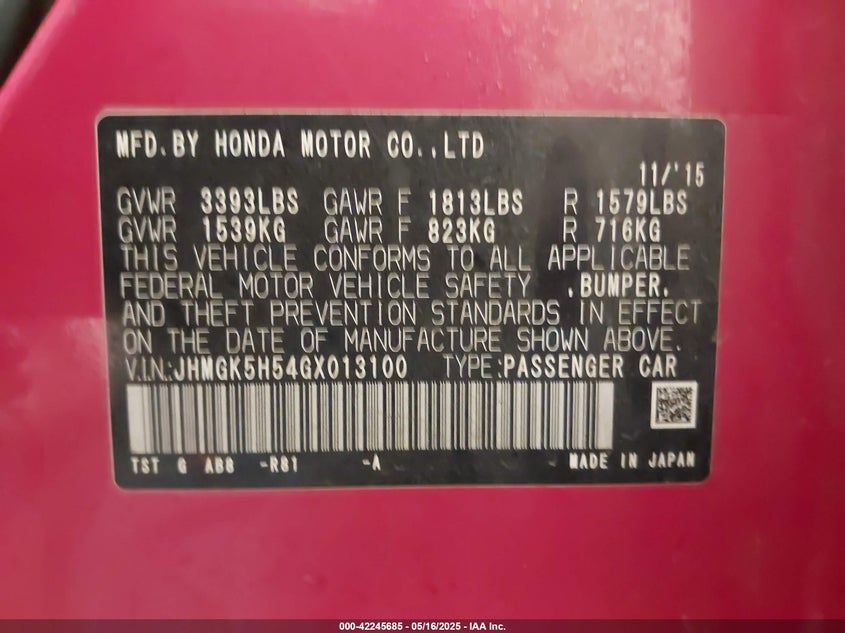 MFD. BY HONDA MOTOR CO., LTD
11/'15
GVWR 3393LBS GAWR F 1813LBS R 1579LBS
GVWR 1539KG GAWR F 823KG R 716KG
THIS VEHICLE CONFORMS TO ALL APPLICABLE
FEDERAL MOTOR VEHICLE SAFETY ,BUMPER,
AND THEFT PREVENTION STANDARDS IN EFFECT
ON THE DATE OF MANUFACTURE SHOWN ABOVE.
V.I.N.:JHMGK5H54GX013100 TYPE:PASSENGER CAR
TST G AB8 -R81 -A MADE IN JAPAN
000-42245685 - 05/16/2025 - IAA Inc.